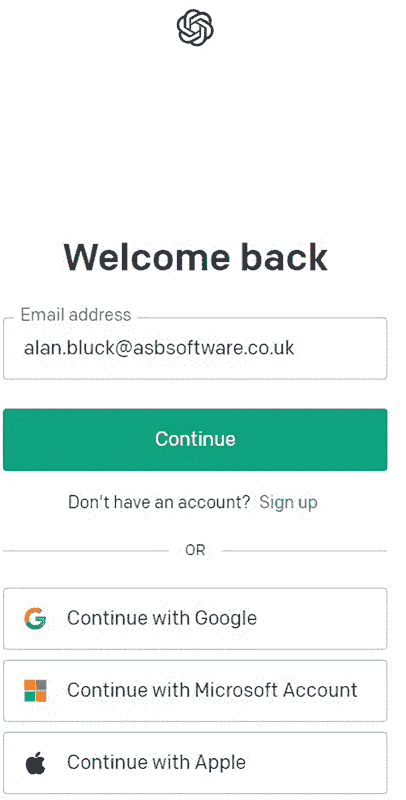 Welcome back
Email address
alan.bluck@asbsoftware.co.uk
Continue
Don't have an account? Sign up
OR
Continue with Google
Continue with Microsoft Account
Continue with Apple